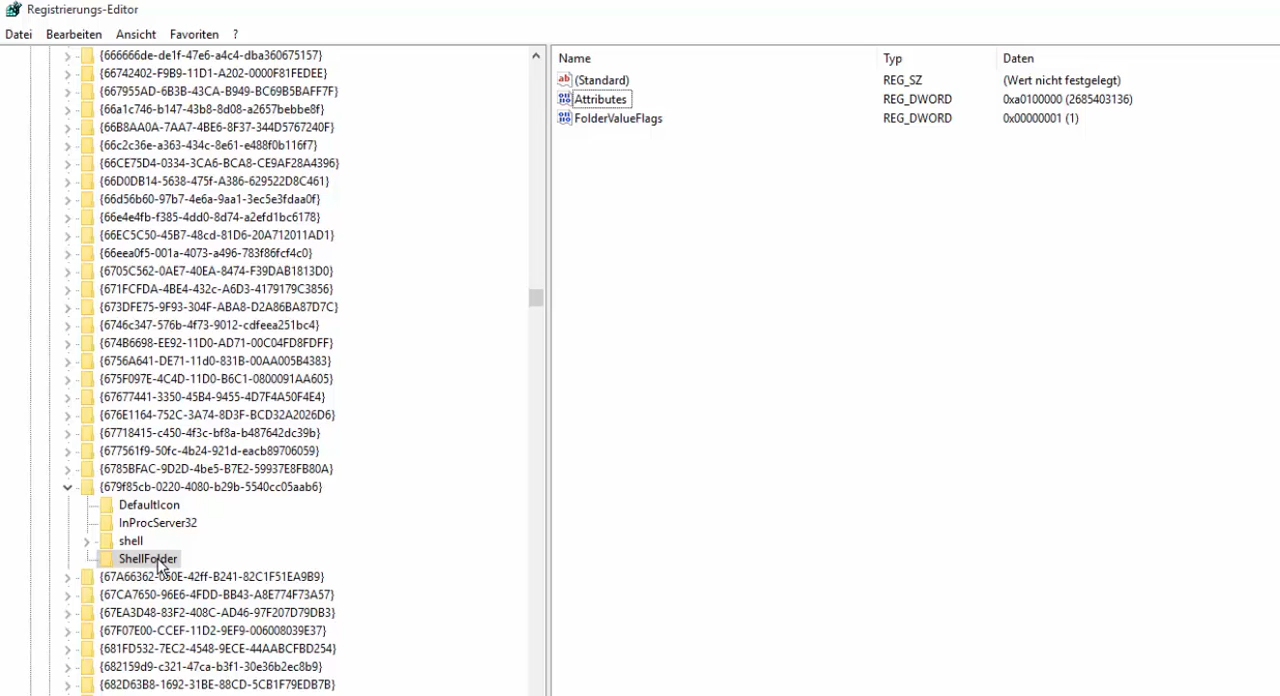 Registrierungs-Editor
Datei Bearbeiten Ansicht Favoriten ?
{666666de-de1f-47e6-a4c4-dba360675157}
{66742402-F9B9-11D1-A202-0000F81FEDEE}
{667955AD-6B3B-43CA-B949-BC69B5BAFF7F}
{66a1c746-b147-43b8-8d08-a2657bebbe8f}
{66B8AA0A-7AA7-4BE6-8F37-344D5767240F}
{66c2c36e-a363-434c-8e61-e488f0b116f7}
{66CE75D4-0334-3CA6-BCA8-CE9AF28A4396}
{66D0DB14-5638-475f-A386-629522D8C461}
{66d56b60-97b7-4e6a-9aa1-3ec5e3fdaa0f}
{66e4e4fb-f385-4dd0-8d74-a2efd1bc6178}
{66EC5C50-45B7-48cd-81D6-20A712011AD1}
{66eea0f5-001a-4073-a496-783f86fcf4c0}
{6705C562-0AE7-40EA-8474-F39DAB1813D0}
{671FCFDA-4BE4-432c-A6D3-4179179C3856}
{673DFE75-9F93-304F-ABA8-D2A86BA87D7C}
{6746c347-576b-4f73-9012-cdfeea251bc4}
{674B6698-EE92-11D0-AD71-00C04FD8FDFF}
{6756A641-DE71-11d0-831B-00AA005B4383}
{675F097E-4C4D-11D0-B6C1-0800091AA605}
{67677441-3350-45B4-9455-4D7F4A50F4E4}
{676E1164-752C-3A74-8D3F-BCD32A2026D6}
{67718415-c450-4f3c-bf8a-b487642dc39b}
{677561f9-50fc-4b24-921d-eacb89706059}
{6785BFAC-9D2D-4be5-B7E2-59937E8FB80A}
{679f85cb-0220-4080-b29b-5540cc05aab6}
DefaultIcon
InProcServer32
shell
ShellFolder
{67A66362-060E-42ff-B241-82C1F51EA9B9}
{67CA7650-96E6-4FDD-BB43-A8E774F73A57}
{67EA3D48-83F2-408C-AD46-97F207D79DB3}
{67F07E00-CCEF-11D2-9EF9-006008039E37}
{681FD532-7EC2-4548-9ECE-44AABCFBD254}
{682159d9-c321-47ca-b3f1-30e36b2ec8b9}
{682D63B8-1692-31BE-88CD-5CB1F79EDB7B}
Name Typ Daten
(Standard) REG_SZ (Wert nicht festgelegt)
Attributes REG_DWORD 0xa0100000 (2685403136)
FolderValueFlags REG_DWORD 0x00000001 (1)